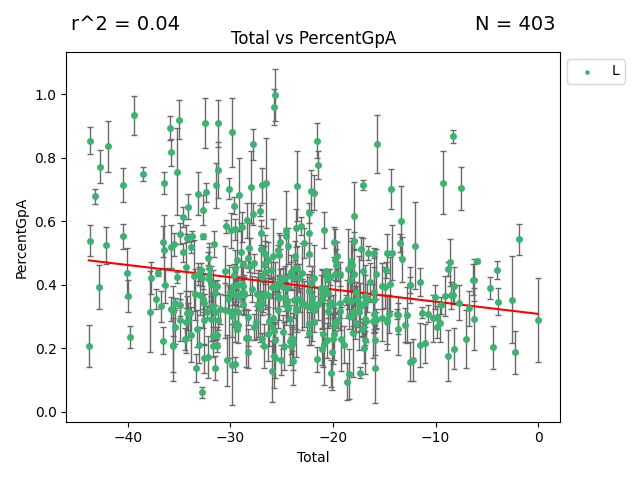 r^2 = 0.04
N = 403
Total vs PercentGpA
L
PercentGpA
1.0
0.8
0.6
0.4
0.2
0.0
−40 −30 −20 −10 0
Total